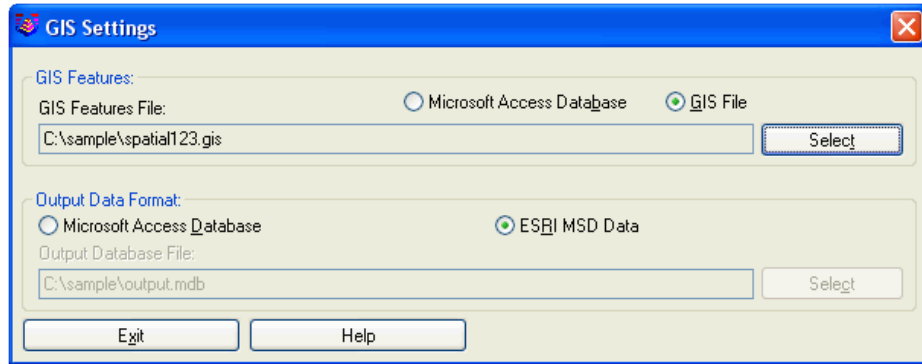 GIS Settings
GIS Features:
GIS Features File:
Microsoft Access Database
GIS File
C:\sample\spatial123.gis
Select
Output Data Format:
Microsoft Access Database
ESRI MSD Data
Output Database File:
C:\sample\output.mdb
Select
Exit
Help